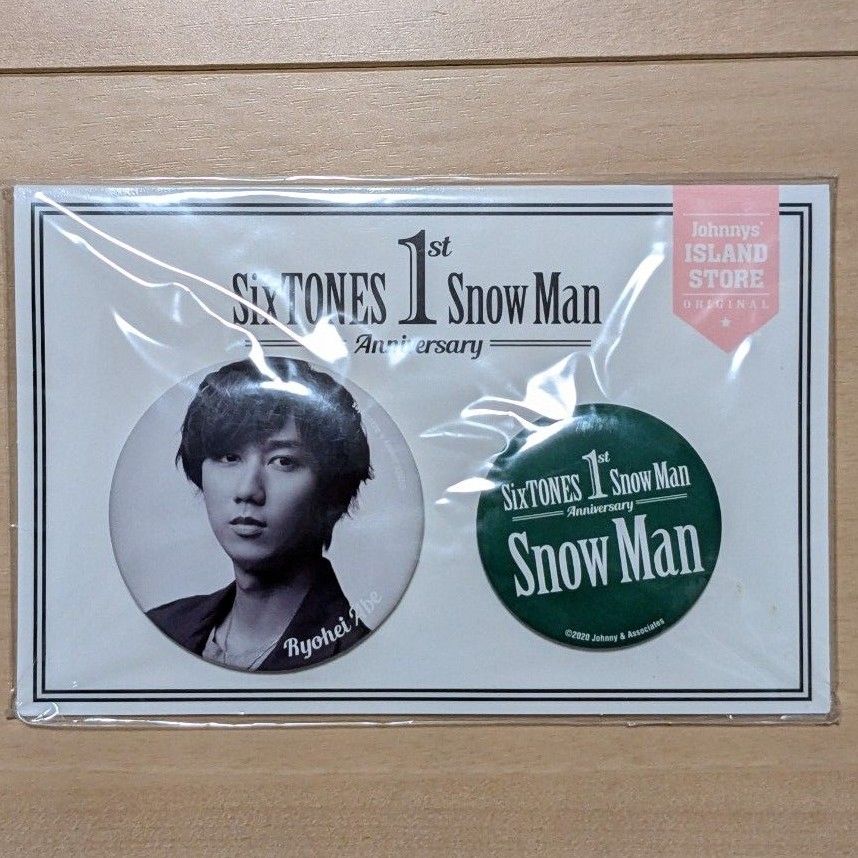 1st
SixTONES Snow Man
Anniversary
Johnnys'
ISLAND
STORE
ORIGINAL
Ryohei Abe
1st
SixTONES Snow Man
Anniversary
Snow Man
©2020 Johnny & Associates